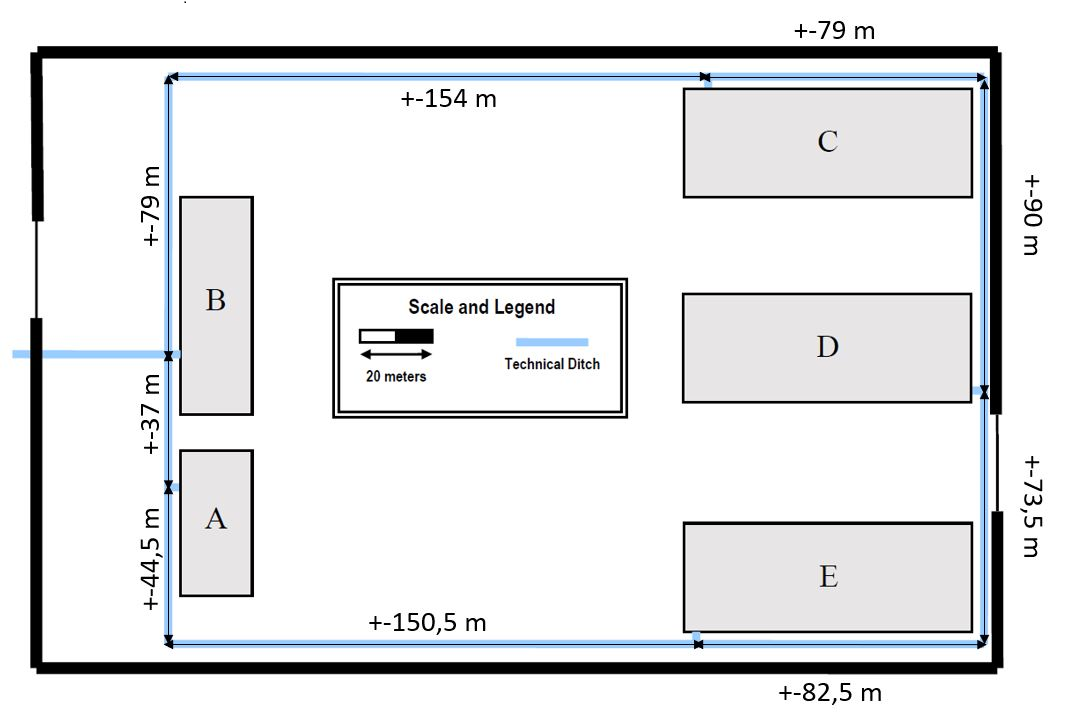 +-79 m
+-154 m
C
+-79 m
+-90 m
B
Scale and Legend
20 meters
Technical Ditch
D
+-37 m
A
+-44,5 m
+-73,5 m
E
+-150,5 m
+-82,5 m